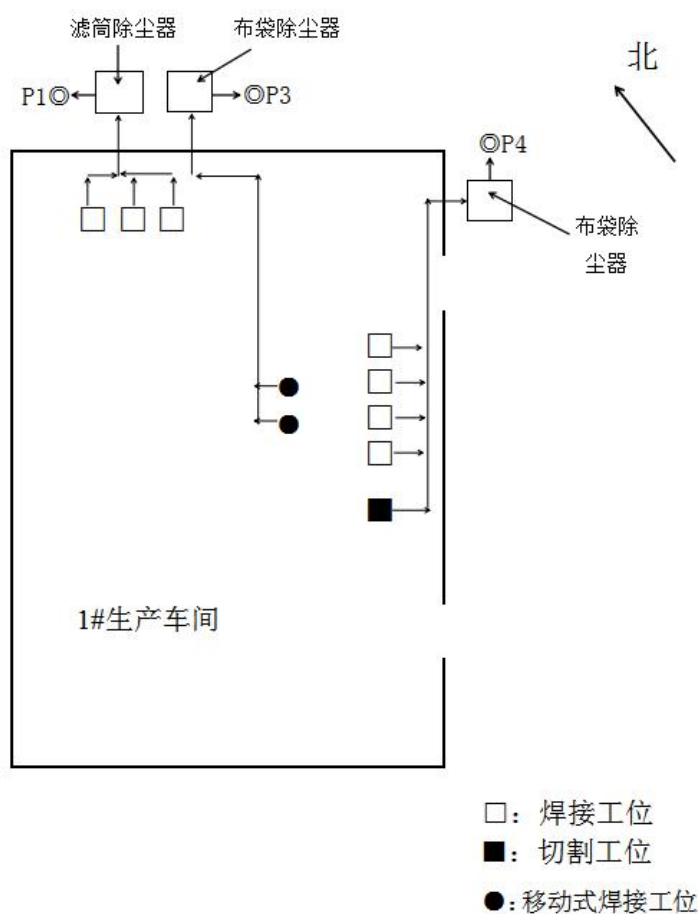 滤筒除尘器
布袋除尘器
北
P1◎
◎P3
◎P4
布袋除
尘器
1#生产车间
□：焊接工位
■：切割工位
●：移动式焊接工位